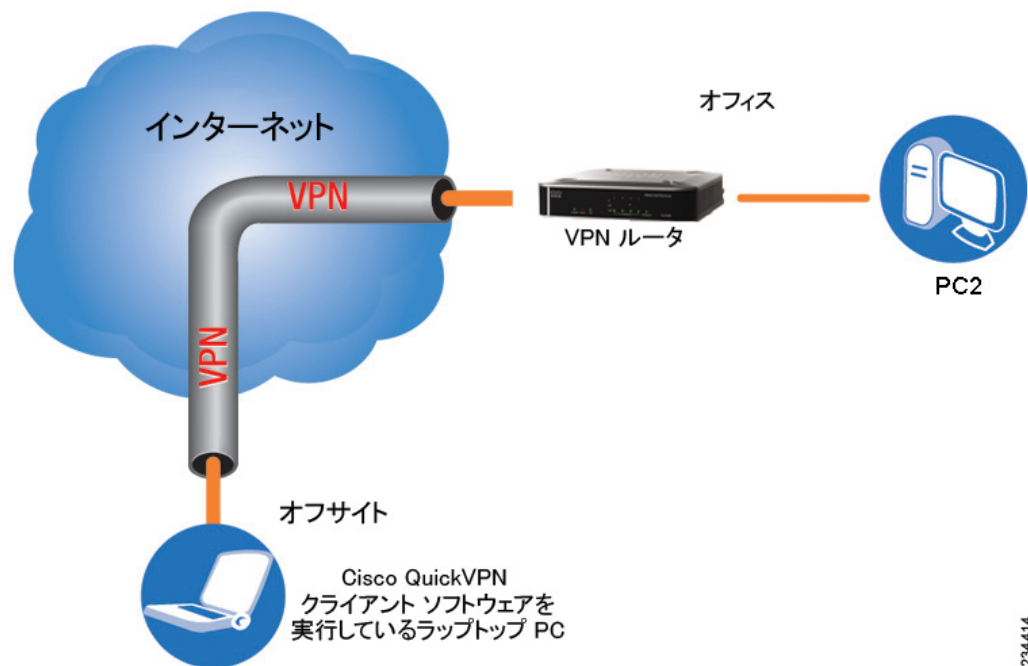 インターネット
オフィス
VPN
VPN ルータ
PC2
VPN
オフサイト
Cisco QuickVPN
クライアント ソフトウェアを
実行しているラップトップ PC
234414